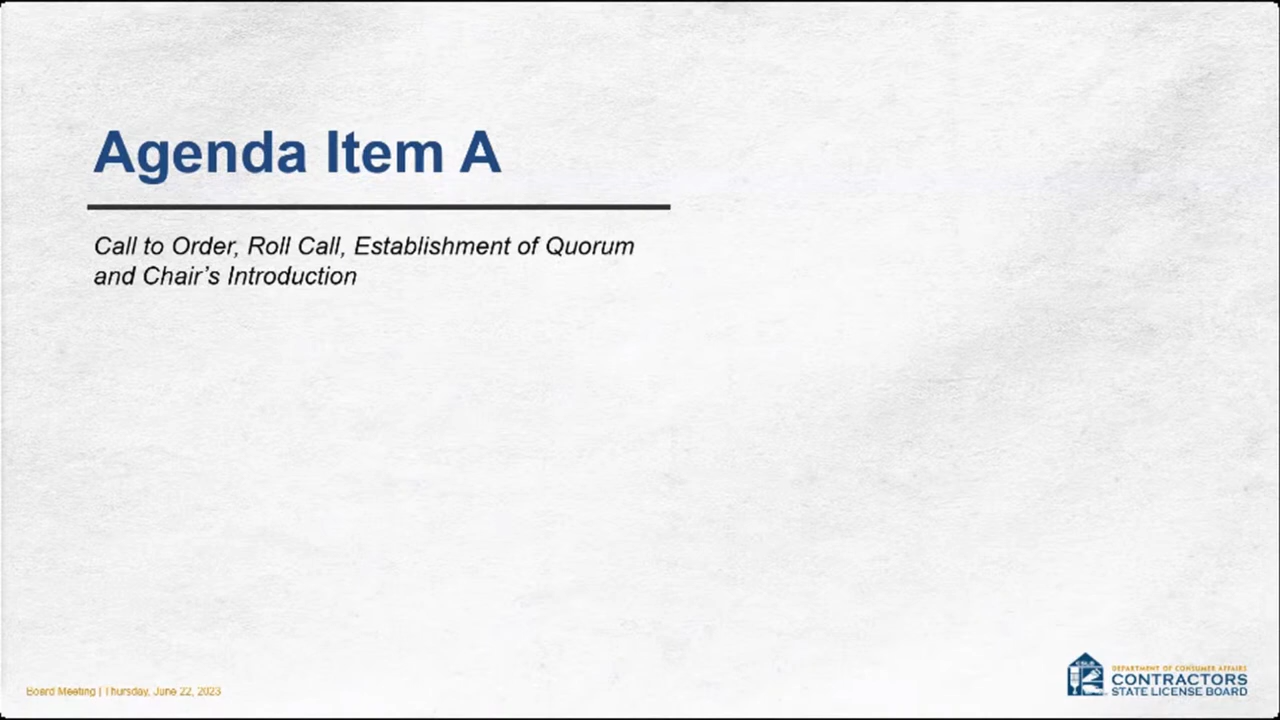 Agenda Item A
Call to Order, Roll Call, Establishment of Quorum
and Chair's Introduction
Board Meeting | Thursday, June 22, 2023
CSLB
DEPARTMENT OF CONSUMER AFFAIRS
CONTRACTORS
STATE LICENSE BOARD